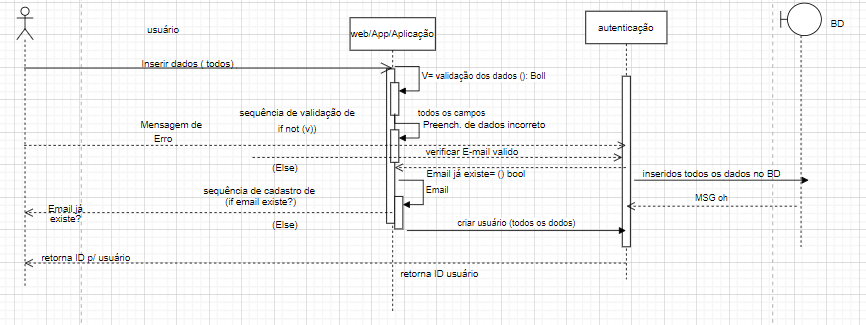 usuário
web/App/Aplicação
autenticação
BD
Inserir dados ( todos)
V= validação dos dados (): Boll
sequência de validação de
if not (v))
todos os campos
Preench. de dados incorreto
Mensagem de
Erro
verificar E-mail valido
(Else)
Email já existe= () bool
inseridos todos os dados no BD
sequência de cadastro de
(if email existe?)
Email
MSG oh
Email já
existe?
(Else)
criar usuário (todos os dodos)
retorna ID p/ usuário
retorna ID usuário